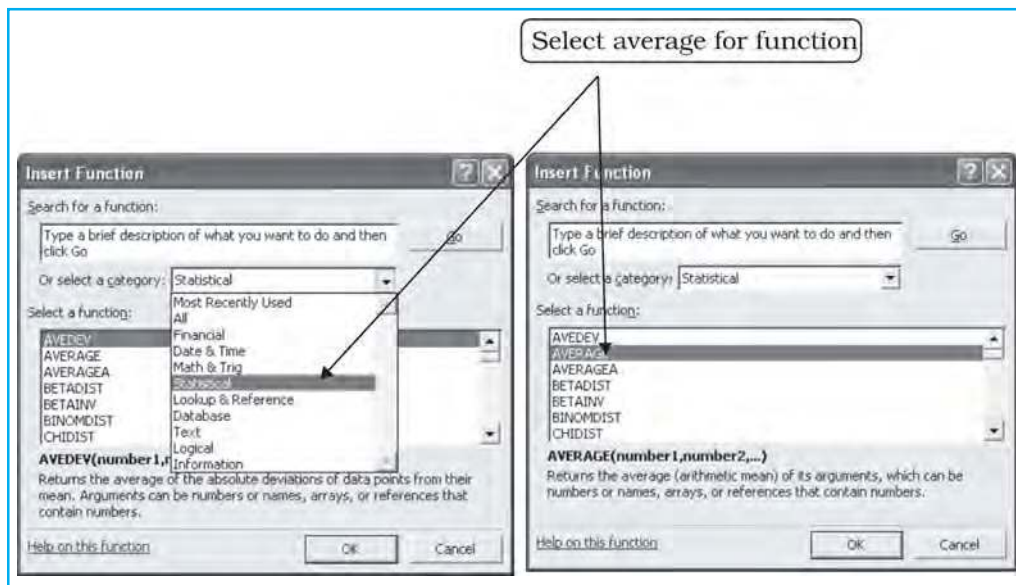 Select average for function
Insert Function
Search for a function:
Type a brief description of what you want to do and then
click Go
Go
Or select a category: Statistical
Most Recently Used
All
Financial
Date & Time
Math & Trig
Statistical
Lookup & Reference
Database
Text
Logical
Information
Select a function:
AVEDEV
AVERAGE
AVERAGEA
BETADIST
BETAINV
BINOMDIST
CHIDIST
AVEDEV(number1,
Returns the average of the absolute deviations of data points from their
mean. Arguments can be numbers or names, arrays, or references that
contain numbers.
Help on this function
OK
Cancel
Insert Function
Search for a function:
Type a brief description of what you want to do and then
click Go
Go
Or select a category: Statistical
Select a function:
AVEDEV
AVERAGE
AVERAGEA
BETADIST
BETAINV
BINOMDIST
CHIDIST
AVERAGE(number1,number2,...)
Returns the average (arithmetic mean) of its arguments, which can be
numbers or names, arrays, or references that contain numbers.
Help on this function
OK
Cancel